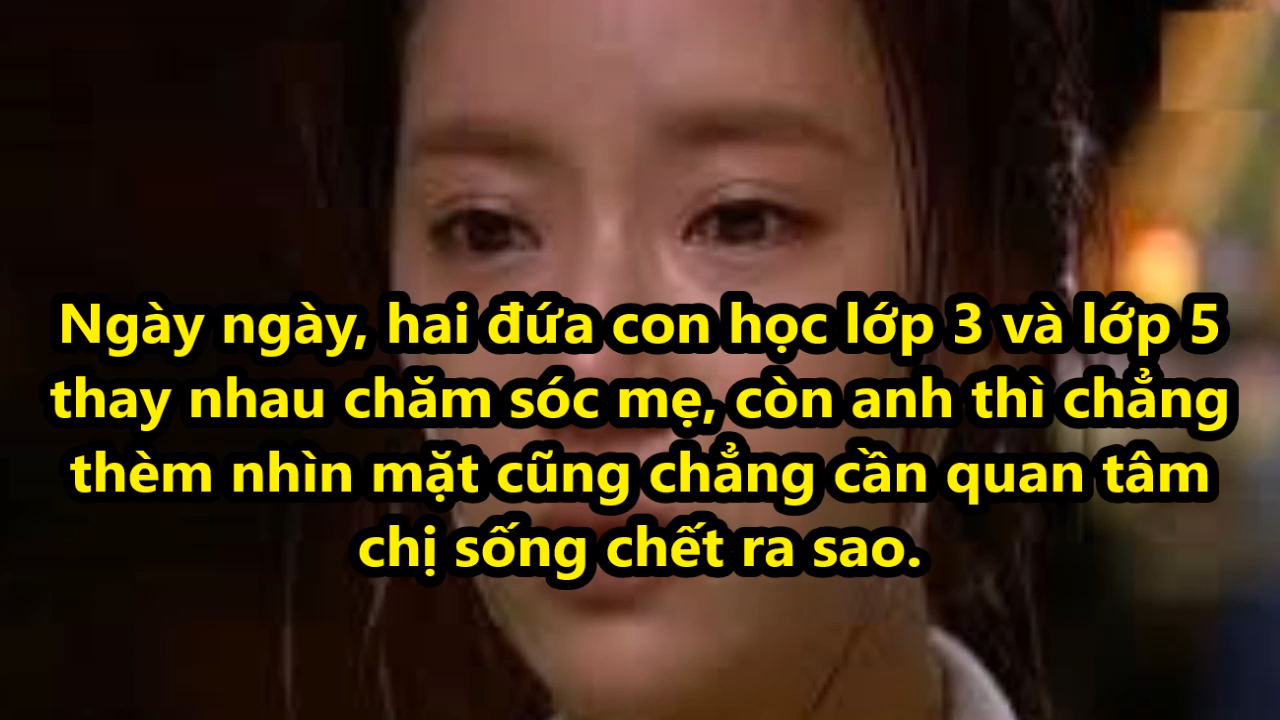 Ngày ngày, hai đứa con học lớp 3 và lớp 5
thay nhau chăm sóc mẹ, còn anh thì chẳng
thèm nhìn mặt cũng chẳng cần quan tâm
chị sống chết ra sao.